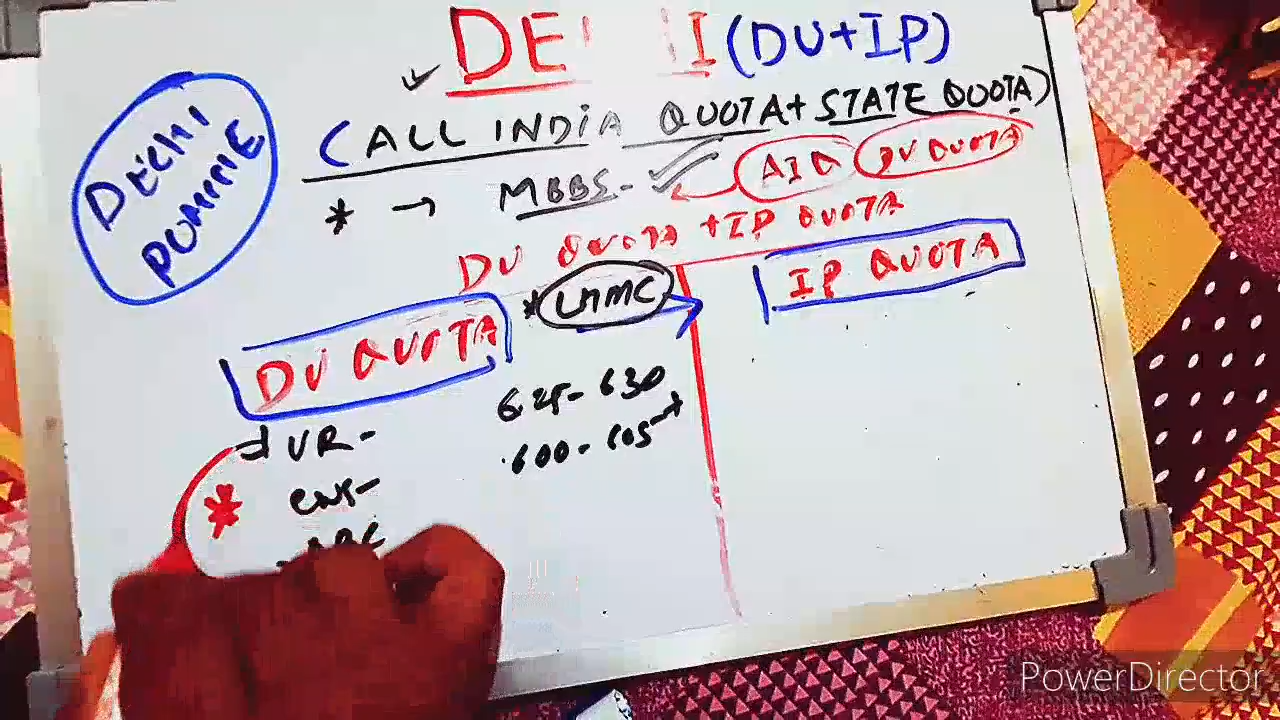 DE I (DU+IP)
(ALL INDIA QUOTA + STATE QUOTA)
DELHI
* → MBBS - AIQ DU QUOTA
DU QUOTA + IP QUOTA
* LHMC
IP QUOTA
DU QUOTA
625 - 630
UR -
600 - 605
EWS -
PowerDirector